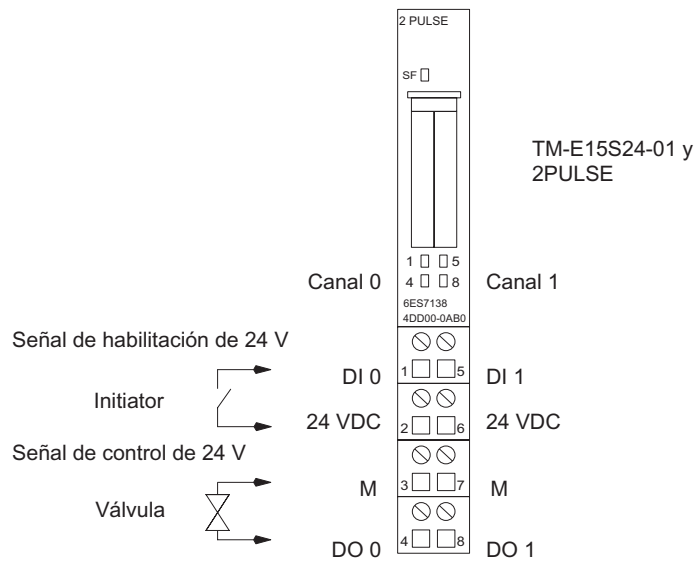 2 PULSE
SF
TM-E15S24-01 y
2PULSE
1 5
Canal 0 4 8 Canal 1
6ES7138
4DD00-0AB0
Señal de habilitación de 24 V
DI 0 1 5 DI 1
Initiator
24 VDC 2 6 24 VDC
Señal de control de 24 V
M 3 7 M
Válvula
DO 0 4 8 DO 1